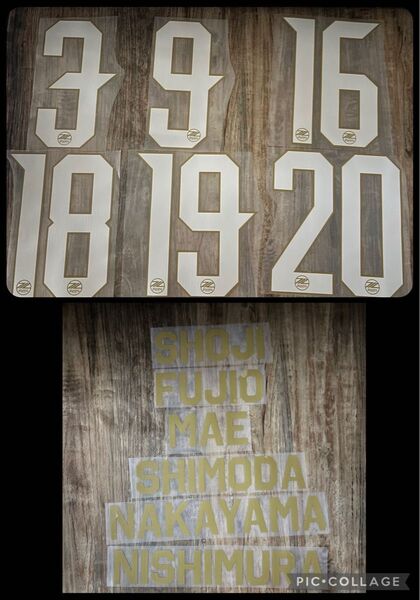 3 9 16
18 19 20
SHOJI
FUJIO
MAE
SHIMODA
NAKAYAMA
NISHIMURA
PIC•COLLAGE